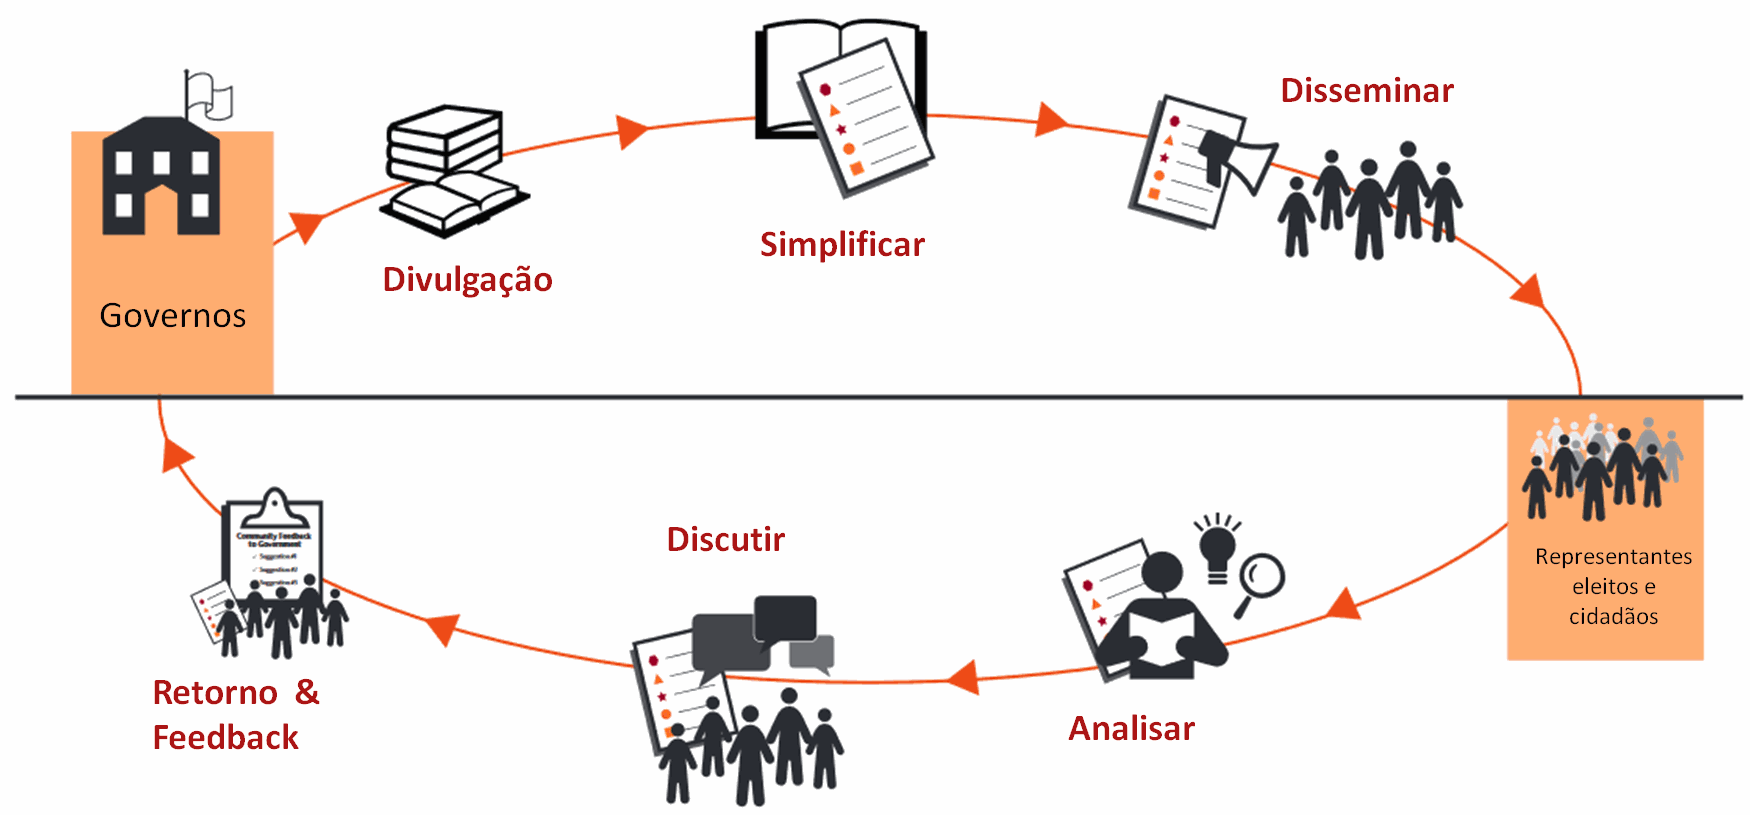 Governos
Divulgação
Simplificar
Disseminar
Representantes
eleitos e
cidadãos
Analisar
Discutir
Community Feedback
to Government
✓ Suggestion #1
✓ Suggestion #2
Suggestion #3
Retorno &
Feedback